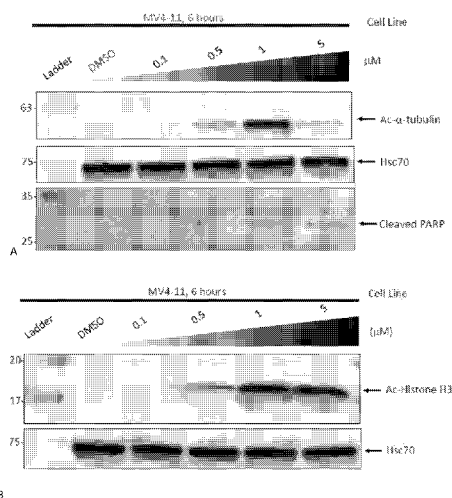 MV4-11, 6 hours
Cell Line
Ladder DMSO 0.1 0.5 1 5
µM
63
Ac-α-tubulin
75
Hsc70
35
Cleaved PARP
25
A
MV4-11, 6 hours
Cell Line
Ladder DMSO 0.1 0.5 1 5
(µM)
20
17
Ac-Histone H3
75
Hsc70
B